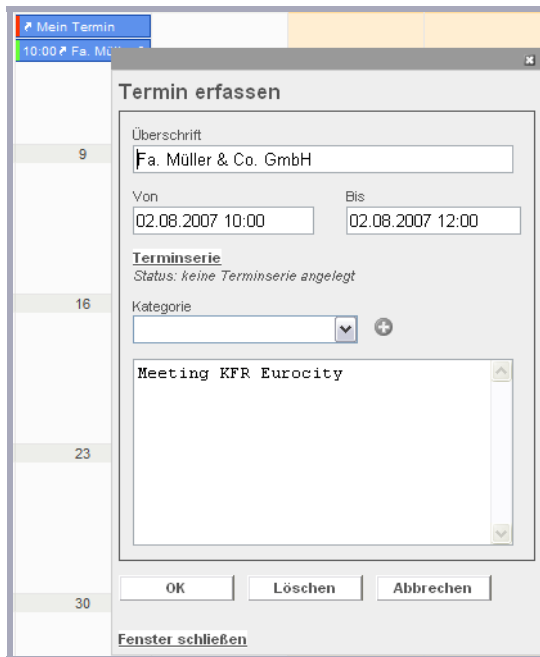 Mein Termin
10:00 Fa.
Termin erfassen
Überschrift
Fa. Müller & Co. GmbH
9
Von
Bis
02.08.2007 10:00
02.08.2007 12:00
Terminserie
Status: keine Terminserie angelegt
16
Kategorie
Meeting KFR Eurocity
23
30
OK
Löschen
Abbrechen
Fenster schließen